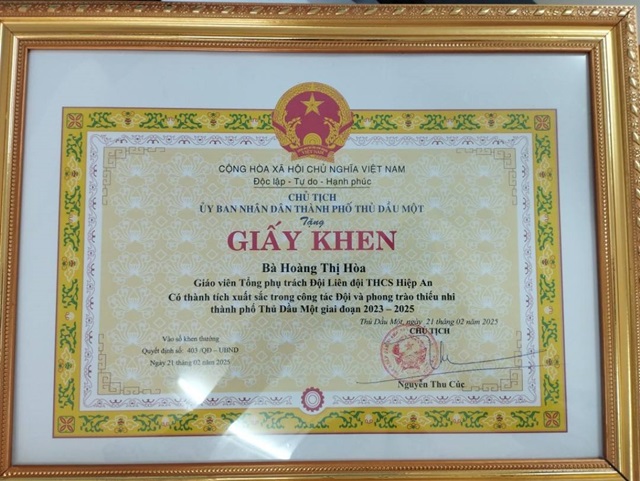 CỘNG HÒA XÃ HỘI CHỦ NGHĨA VIỆT NAM
Độc lập - Tự do - Hạnh phúc
CHỦ TỊCH
ỦY BAN NHÂN DÂN THÀNH PHỐ THỦ DẦU MỘT
Tặng
GIẤY KHEN
Bà Hoàng Thị Hòa
Giáo viên Tổng phụ trách Đội Liên đội THCS Hiệp An
Có thành tích xuất sắc trong công tác Đội và phong trào thiếu nhi
thành phố Thủ Dầu Một giai đoạn 2023 – 2025
Thủ Dầu Một, ngày 21 tháng 02 năm 2025
CHỦ TỊCH
Vào sổ khen thưởng
Quyết định số: 403 /QĐ – UBND
Ngày 21 tháng 02 năm 2025
Nguyễn Thu Cúc